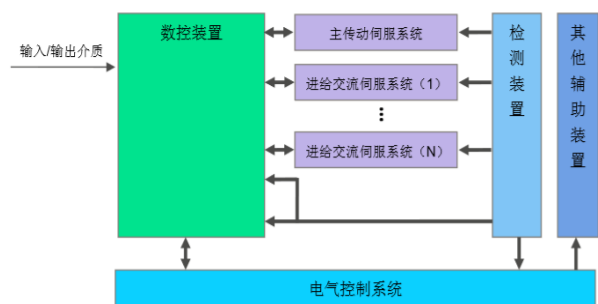 数控装置
主传动伺服系统
检测装置
其他辅助装置
输入/输出介质
进给交流伺服系统（1）
进给交流伺服系统（N）
电气控制系统